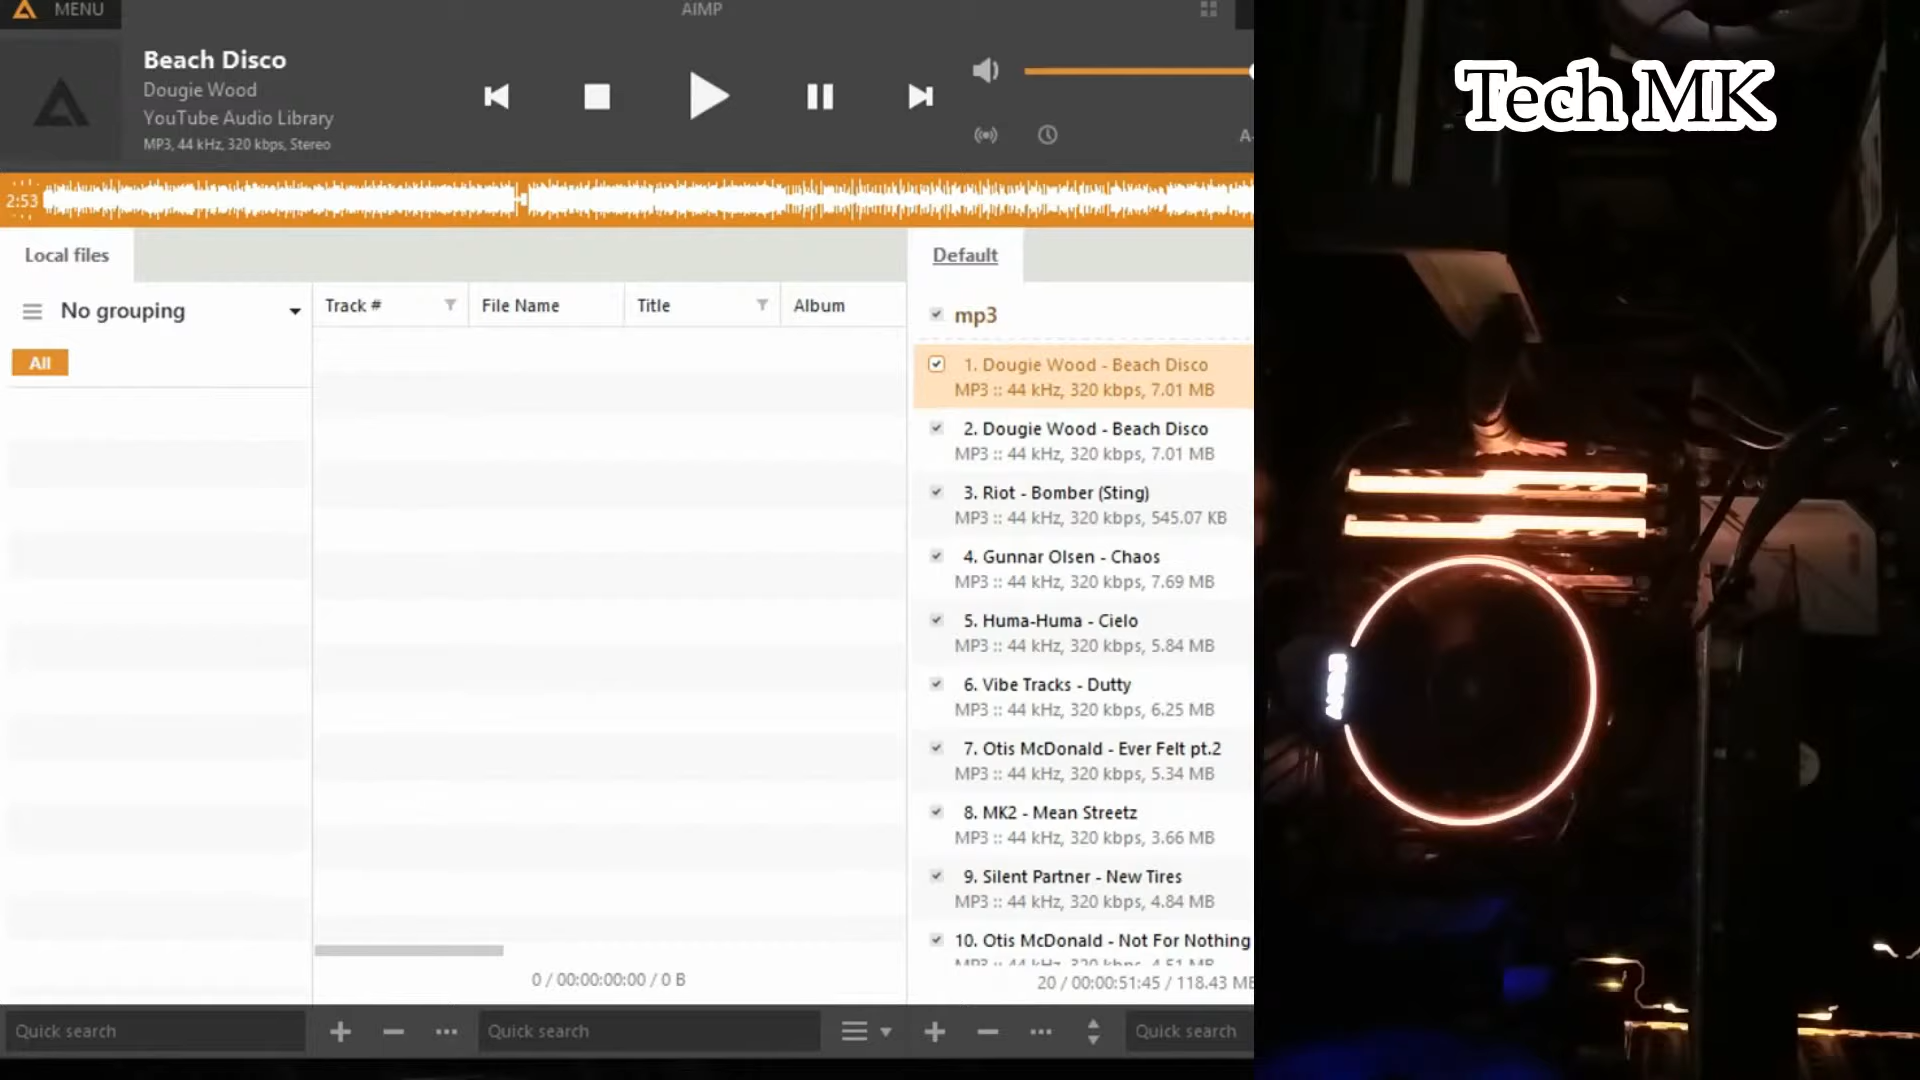 MENU
AIMP
Beach Disco
Dougie Wood
YouTube Audio Library
MP3, 44 kHz, 320 kbps, Stereo
2:53
Local files
No grouping
All
Track #
File Name
Title
Album
0 / 00:00:00:00 / 0 B
Default
mp3
1. Dougie Wood - Beach Disco
MP3 :: 44 kHz, 320 kbps, 7.01 MB
2. Dougie Wood - Beach Disco
MP3 :: 44 kHz, 320 kbps, 7.01 MB
3. Riot - Bomber (Sting)
MP3 :: 44 kHz, 320 kbps, 545.07 KB
4. Gunnar Olsen - Chaos
MP3 :: 44 kHz, 320 kbps, 7.69 MB
5. Huma-Huma - Cielo
MP3 :: 44 kHz, 320 kbps, 5.84 MB
6. Vibe Tracks - Dutty
MP3 :: 44 kHz, 320 kbps, 6.25 MB
7. Otis McDonald - Ever Felt pt.2
MP3 :: 44 kHz, 320 kbps, 5.34 MB
8. MK2 - Mean Streetz
MP3 :: 44 kHz, 320 kbps, 3.66 MB
9. Silent Partner - New Tires
MP3 :: 44 kHz, 320 kbps, 4.84 MB
10. Otis McDonald - Not For Nothing
20 / 00:00:51:45 / 118.43 MB
Quick search
Quick search
Quick search
Tech MK